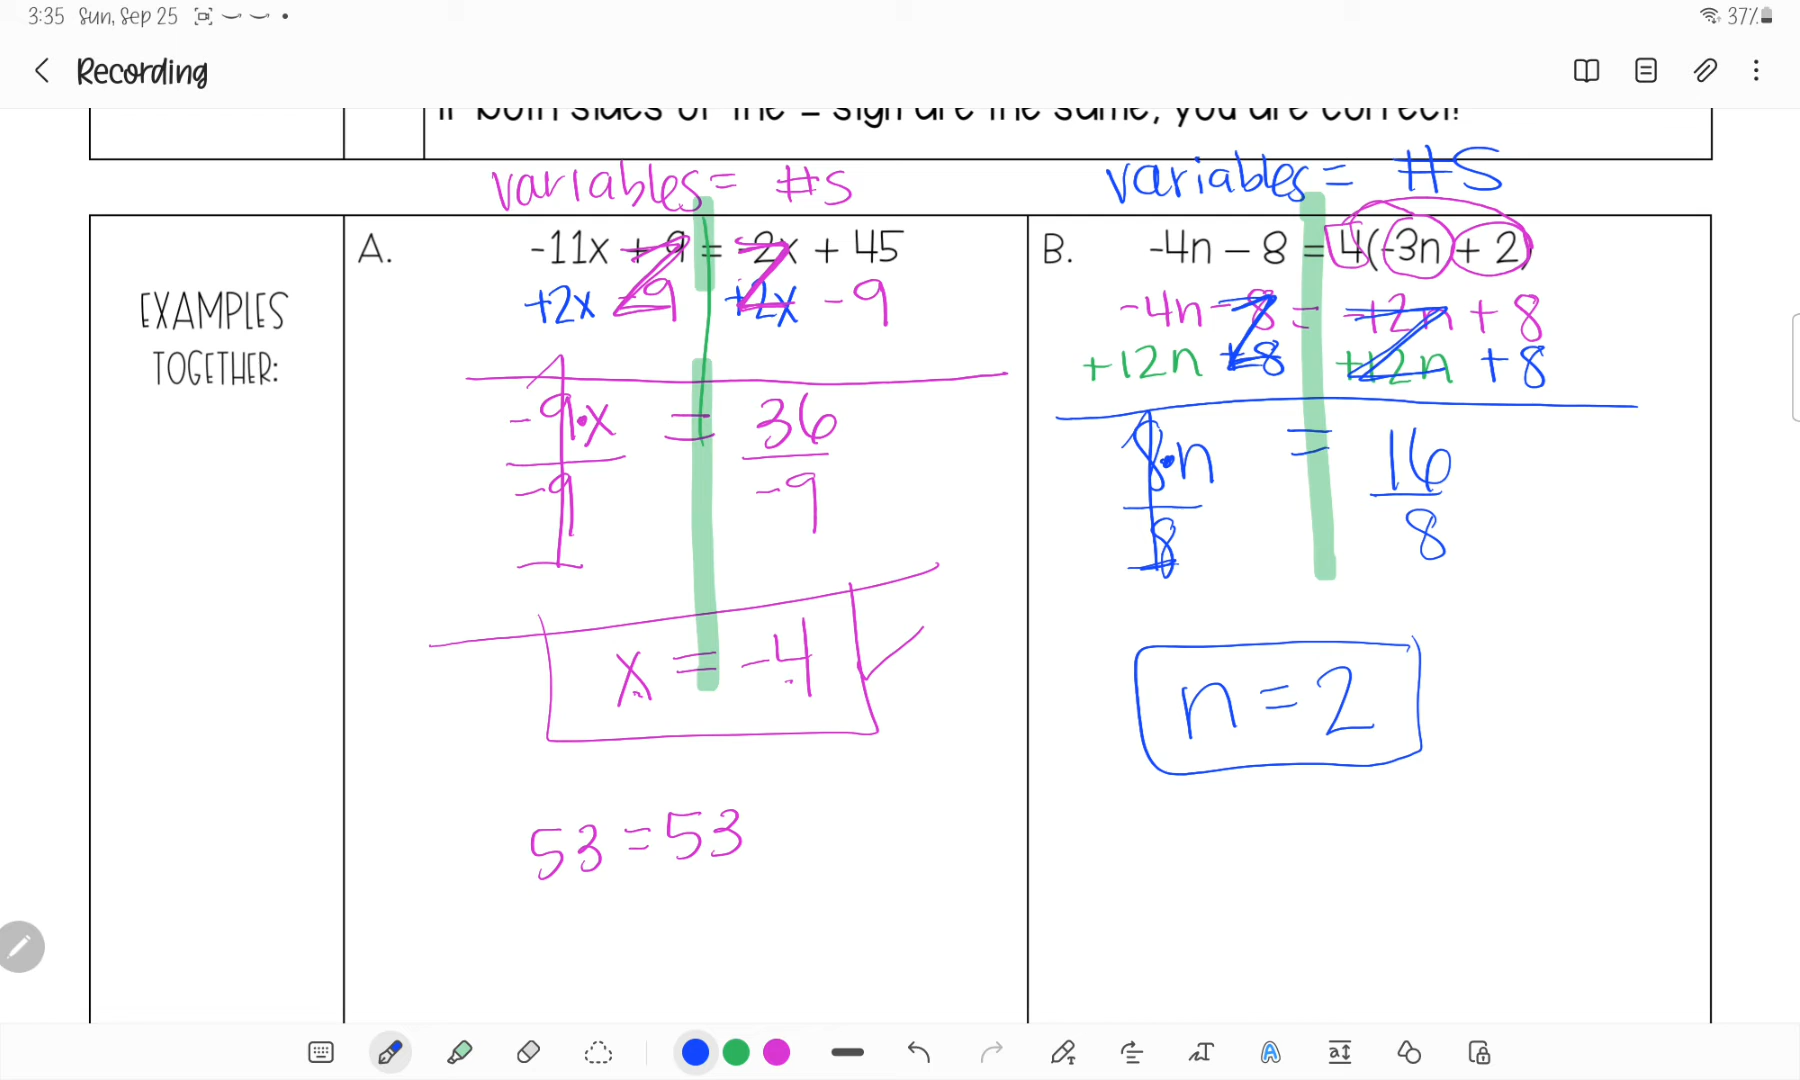 3:35 Sun, Sep 25
37%
Recording
If both sides of the = sign are the same, you are correct!
variables = #s
variables = #S
EXAMPLES
TOGETHER:
A.
-11x + 9 = -2x + 45
+2x -9 +2x -9
-9•x = 36
-9 -9
x = -4
53 = 53
B.
-4n − 8 = 4(-3n + 2)
-4n - 8 = -12n + 8
+12n +8 +12n +8
8•n = 16
8 8
n = 2